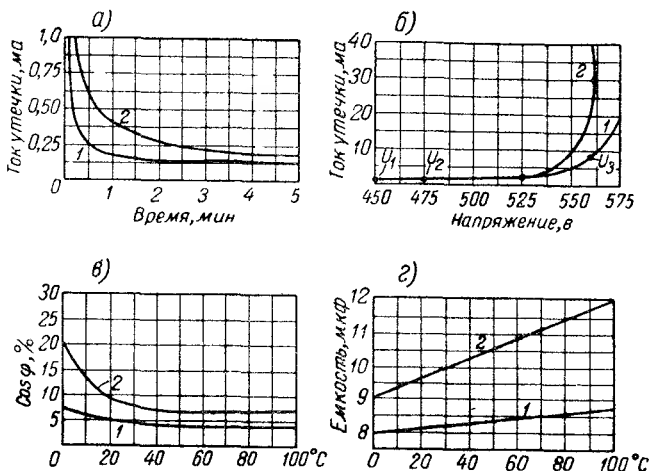 а)
Ток утечки, ма
1,0
0,75
0,50
0,25
0
1
2
1 2 3 4 5
Время, мин
б)
Ток утечки, ма
40
30
20
10
U₁
U₂
U₃
2
1
450 475 500 525 550 575
Напряжение, в
в)
Cos φ, %
30
25
20
15
10
5
2
1
0 20 40 60 80 100°С
г)
Емкость, мкф
12
11
10
9
8
2
1
0 20 40 60 80 100°С